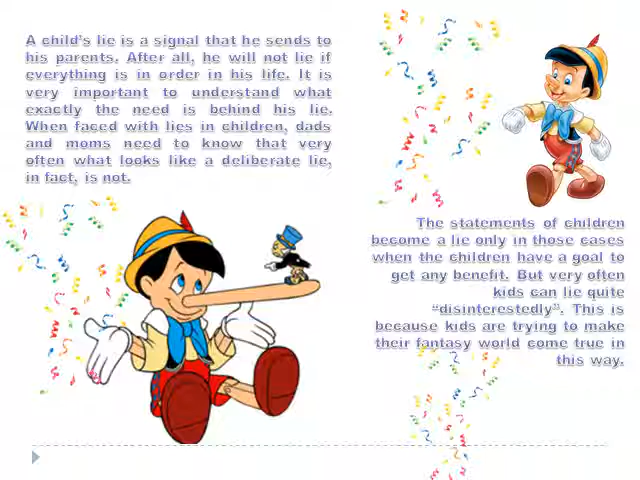 A child's lie is a signal that he sends to
his parents. After all, he will not lie if
everything is in order in his life. It is
very important to understand what
exactly the need is behind his lie.
When faced with lies in children, dads
and moms need to know that very
often what looks like a deliberate lie,
in fact, is not.
The statements of children
become a lie only in those cases
when the children have a goal to
get any benefit. But very often
kids can lie quite
“disinterestedly”. This is
because kids are trying to make
their fantasy world come true in
this way.